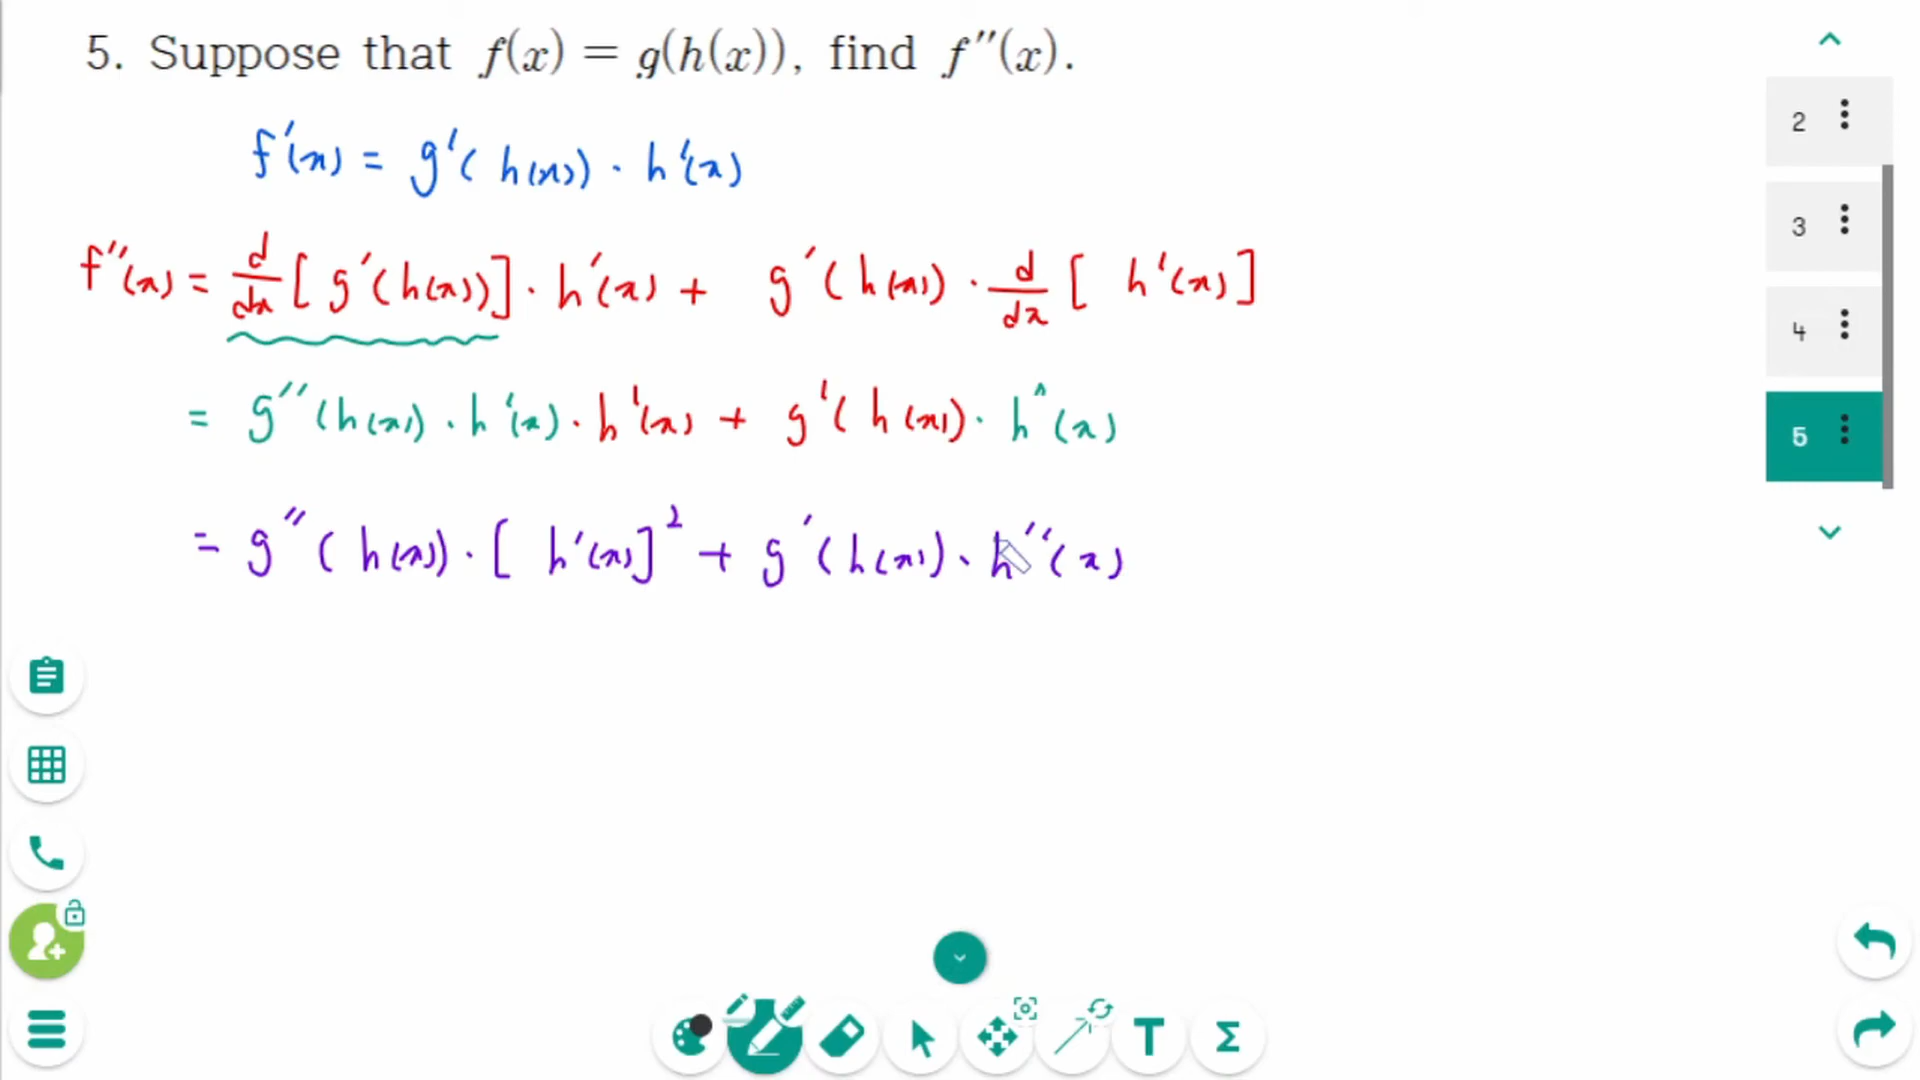 5. Suppose that f(x) = g(h(x)), find f''(x).
f'(x) = g'( h(x)) · h'(x)
f''(x) = d/dx [ g'(h(x))] · h'(x) + g'(h(x) · d/dx [ h'(x) ]
= g''(h(x) · h'(x) · h'(x) + g'( h(x) · h''(x)
= g''( h(x)) · [ h'(x)]² + g'(h(x) · h''(x)
2
3
4
5
T
Σ